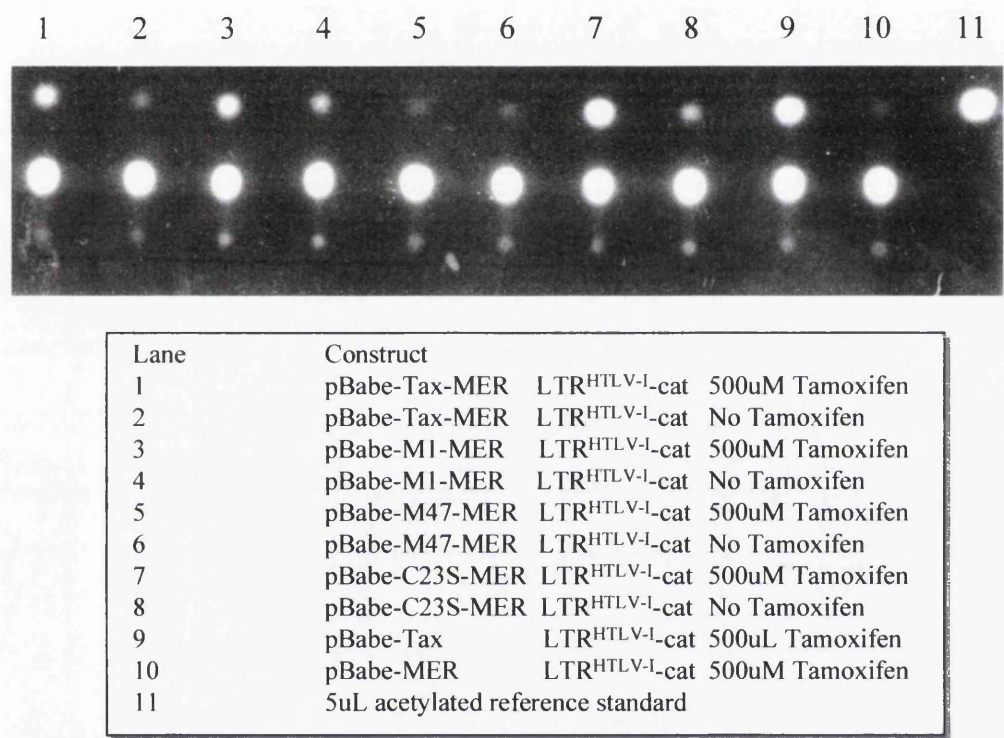 1 2 3 4 5 6 7 8 9 10 11
Lane Construct
1 pBabe-Tax-MER LTRHTLV-I-cat 500uM Tamoxifen
2 pBabe-Tax-MER LTRHTLV-I-cat No Tamoxifen
3 pBabe-M1-MER LTRHTLV-I-cat 500uM Tamoxifen
4 pBabe-M1-MER LTRHTLV-I-cat No Tamoxifen
5 pBabe-M47-MER LTRHTLV-I-cat 500uM Tamoxifen
6 pBabe-M47-MER LTRHTLV-I-cat No Tamoxifen
7 pBabe-C23S-MER LTRHTLV-I-cat 500uM Tamoxifen
8 pBabe-C23S-MER LTRHTLV-I-cat No Tamoxifen
9 pBabe-Tax LTRHTLV-I-cat 500uL Tamoxifen
10 pBabe-MER LTRHTLV-I-cat 500uM Tamoxifen
11 5uL acetylated reference standard